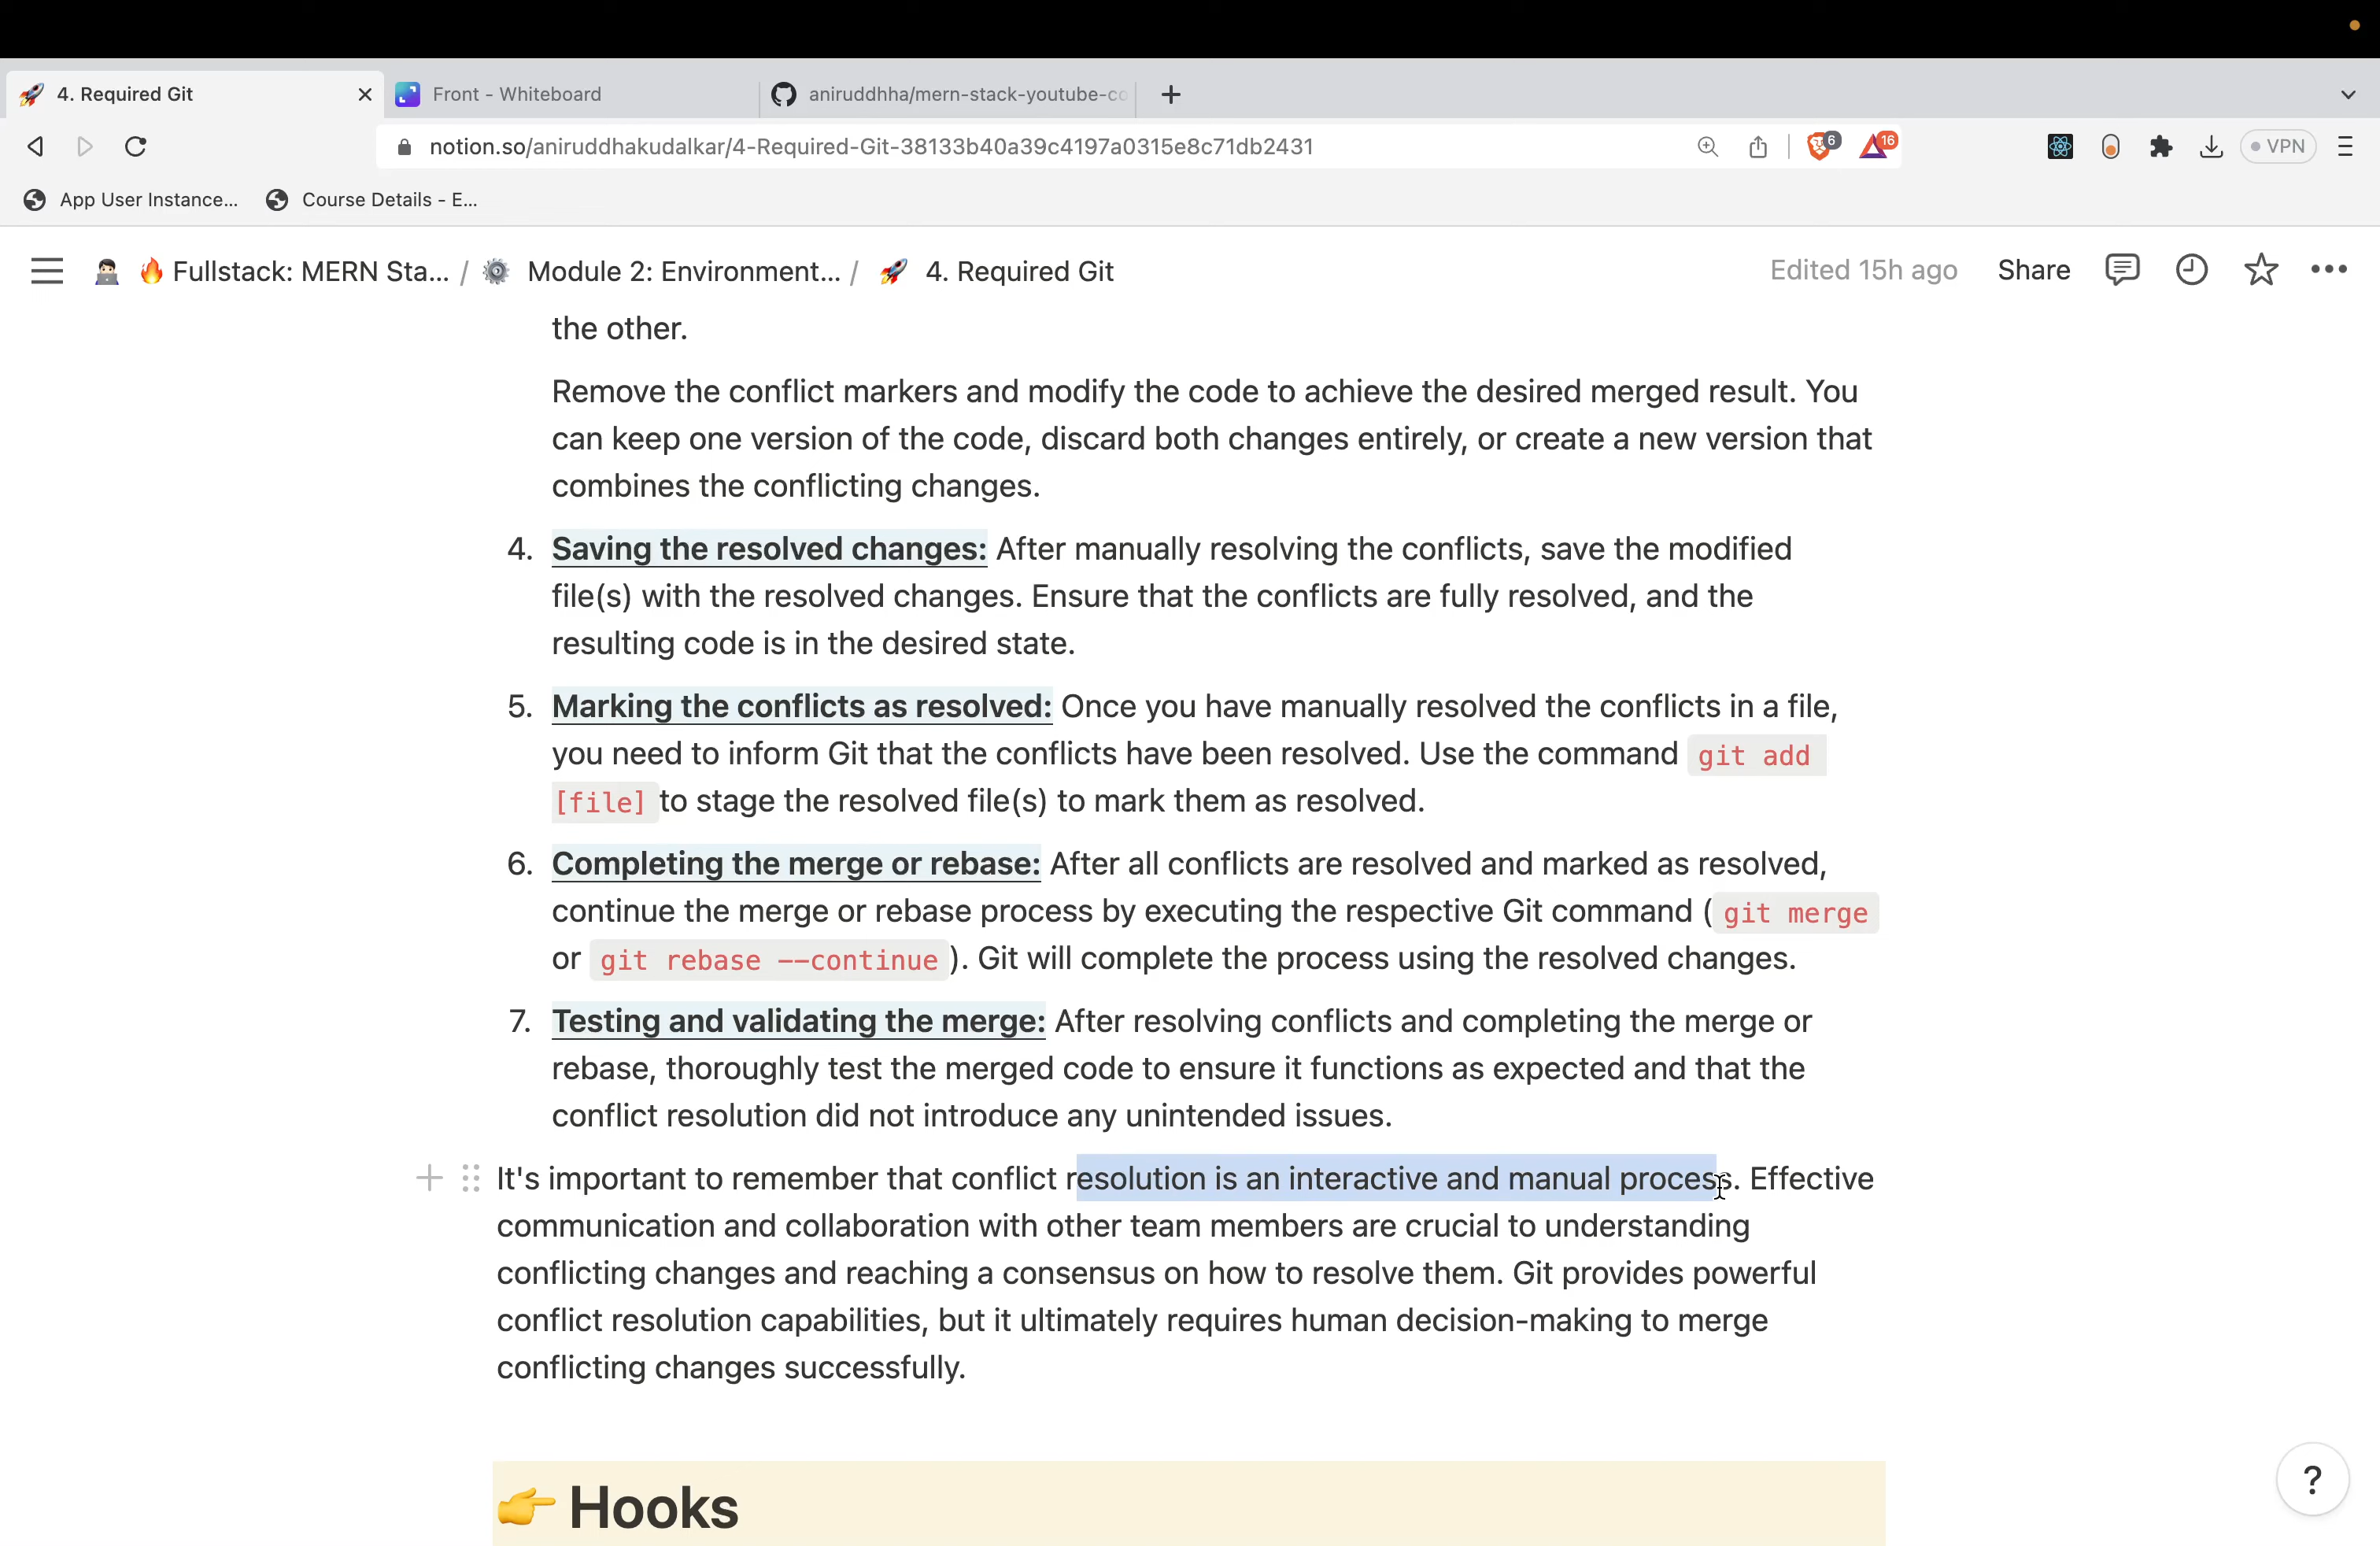 4. Required Git
Front - Whiteboard
aniruddhha/mern-stack-youtube-co
notion.so/aniruddhakudalkar/4-Required-Git-38133b40a39c4197a0315e8c71db2431
6
16
VPN
App User Instance...
Course Details - E...
Fullstack: MERN Sta... / Module 2: Environment... / 4. Required Git
Edited 15h ago
Share
the other.
Remove the conflict markers and modify the code to achieve the desired merged result. You
can keep one version of the code, discard both changes entirely, or create a new version that
combines the conflicting changes.
4. Saving the resolved changes: After manually resolving the conflicts, save the modified
file(s) with the resolved changes. Ensure that the conflicts are fully resolved, and the
resulting code is in the desired state.
5. Marking the conflicts as resolved: Once you have manually resolved the conflicts in a file,
you need to inform Git that the conflicts have been resolved. Use the command git add
[file] to stage the resolved file(s) to mark them as resolved.
6. Completing the merge or rebase: After all conflicts are resolved and marked as resolved,
continue the merge or rebase process by executing the respective Git command ( git merge
or git rebase --continue ). Git will complete the process using the resolved changes.
7. Testing and validating the merge: After resolving conflicts and completing the merge or
rebase, thoroughly test the merged code to ensure it functions as expected and that the
conflict resolution did not introduce any unintended issues.
It's important to remember that conflict resolution is an interactive and manual process. Effective
communication and collaboration with other team members are crucial to understanding
conflicting changes and reaching a consensus on how to resolve them. Git provides powerful
conflict resolution capabilities, but it ultimately requires human decision-making to merge
conflicting changes successfully.
Hooks
?